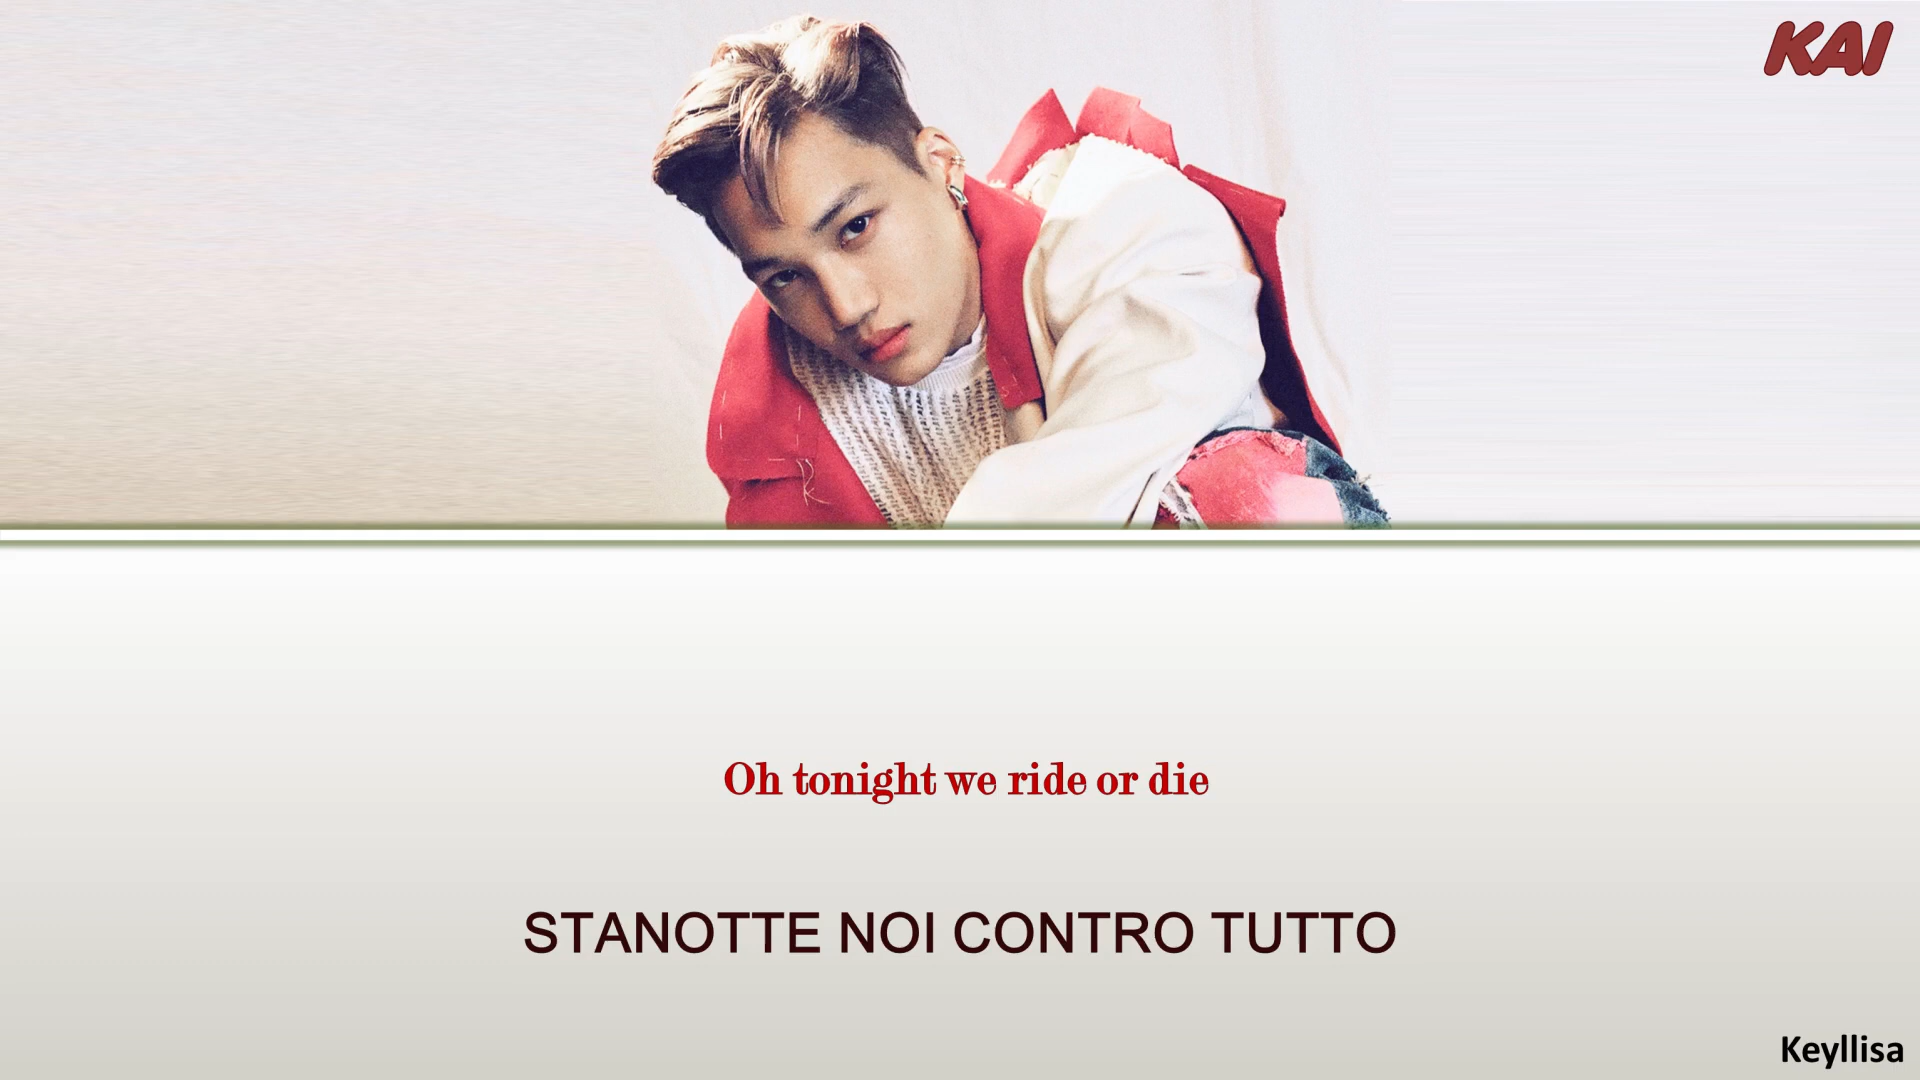 KAI
Oh tonight we ride or die
STANOTTE NOI CONTRO TUTTO
Keyllisa